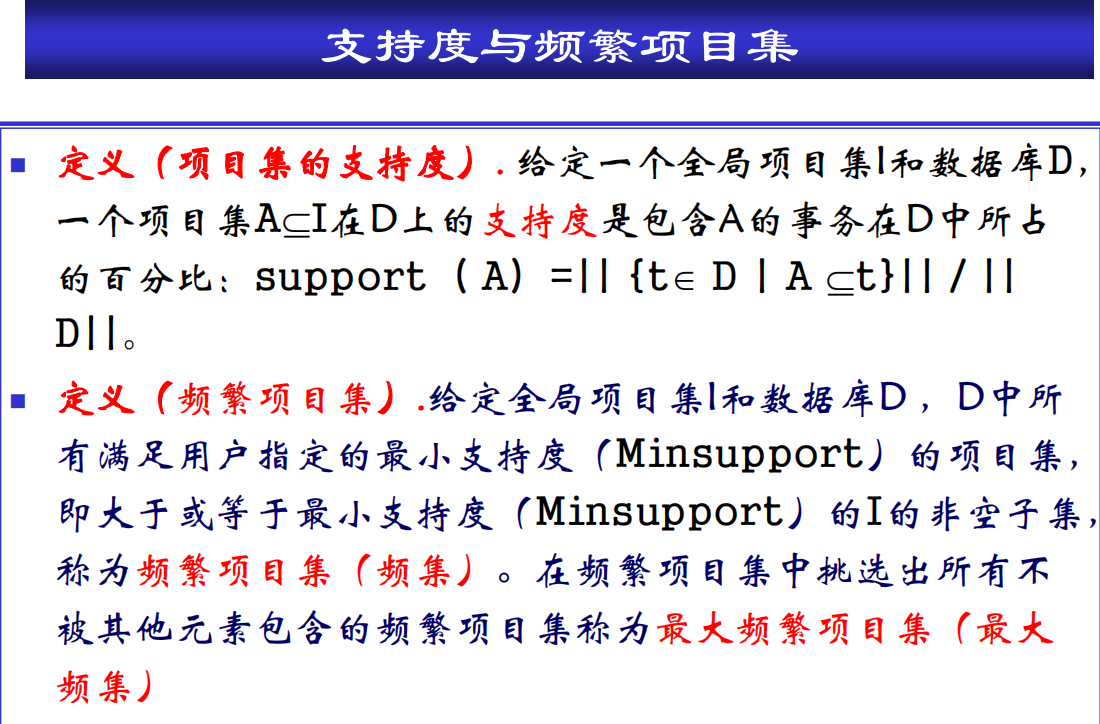 支持度与频繁项目集
■ 定义（项目集的支持度）. 给定一个全局项目集I和数据库D，
一个项目集A⊆I在D上的支持度是包含A的事务在D中所占
的百分比：support（A）=|| {t∈ D | A ⊆t}|| / ||
D||。
■ 定义（频繁项目集）.给定全局项目集I和数据库D ，D中所
有满足用户指定的最小支持度（Minsupport）的项目集，
即大于或等于最小支持度（Minsupport）的I的非空子集，
称为频繁项目集（频集）。在频繁项目集中挑选出所有不
被其他元素包含的频繁项目集称为最大频繁项目集（最大
频集）